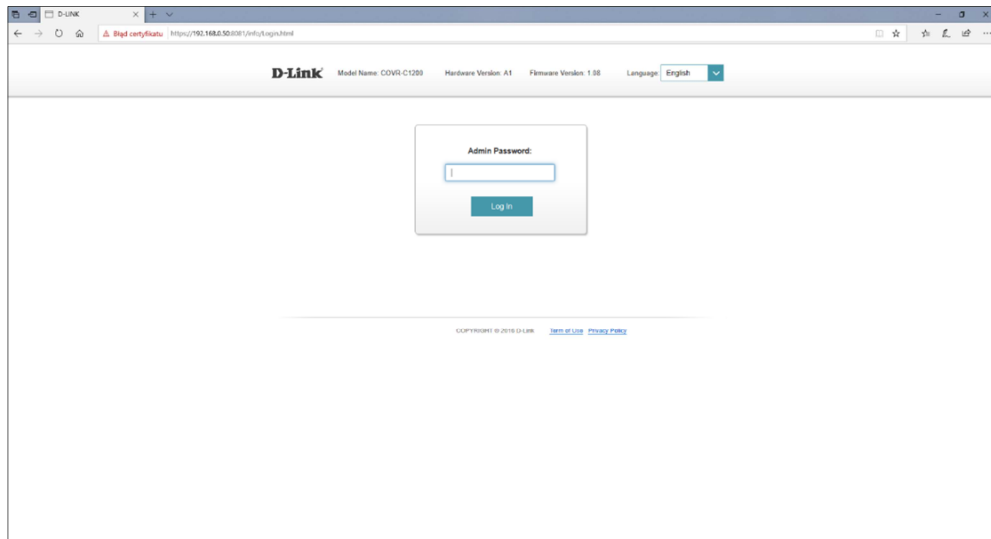 D-LINK
Błąd certyfikatu https://192.168.0.50:8081/info/Login.html
D-Link Model Name: COVR-C1200 Hardware Version: A1 Firmware Version: 1.08 Language: English
Admin Password:
Log In
COPYRIGHT © 2016 D-Link Term of Use Privacy Policy